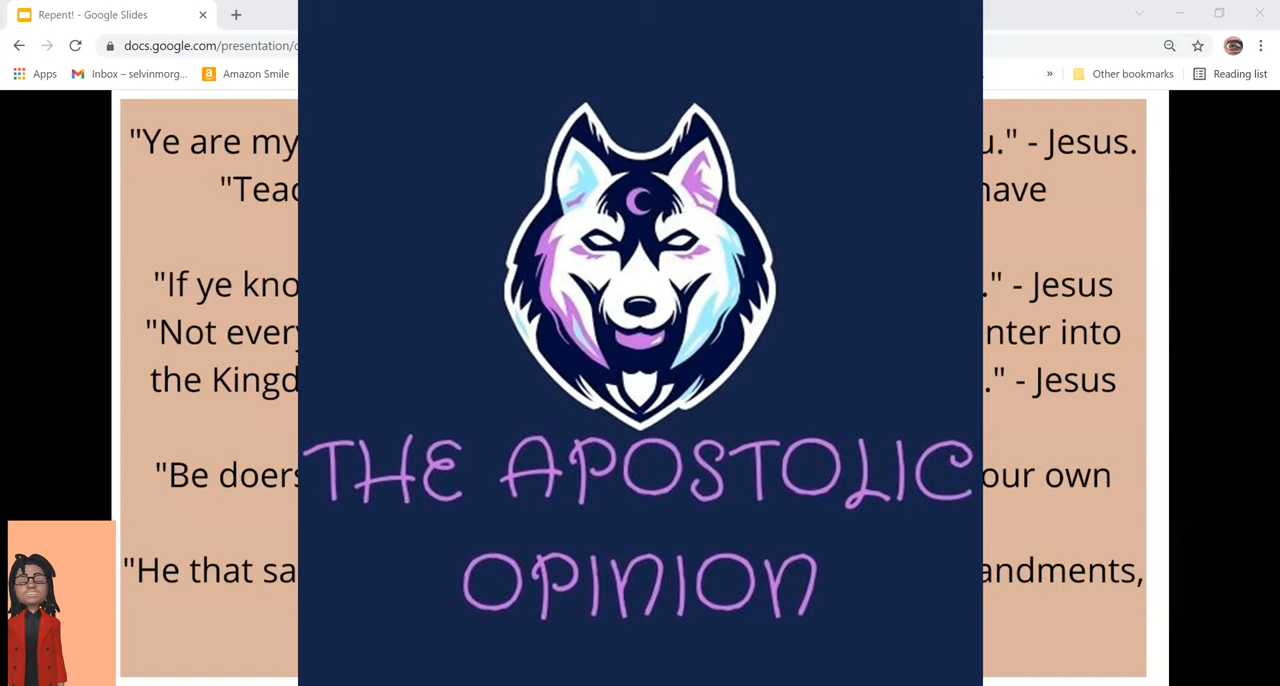 Repent! - Google Slides
docs.google.com/presentation/
Apps
Inbox – selvinmorg...
Amazon Smile
»
Other bookmarks
Reading list
"Ye are my
u." - Jesus.
"Teac
have
"If ye kno
." - Jesus
"Not every
nter into
the Kingd
." - Jesus
"Be doers
our own
"He that sa
andments,
THE APOSTOLIC
OPINION